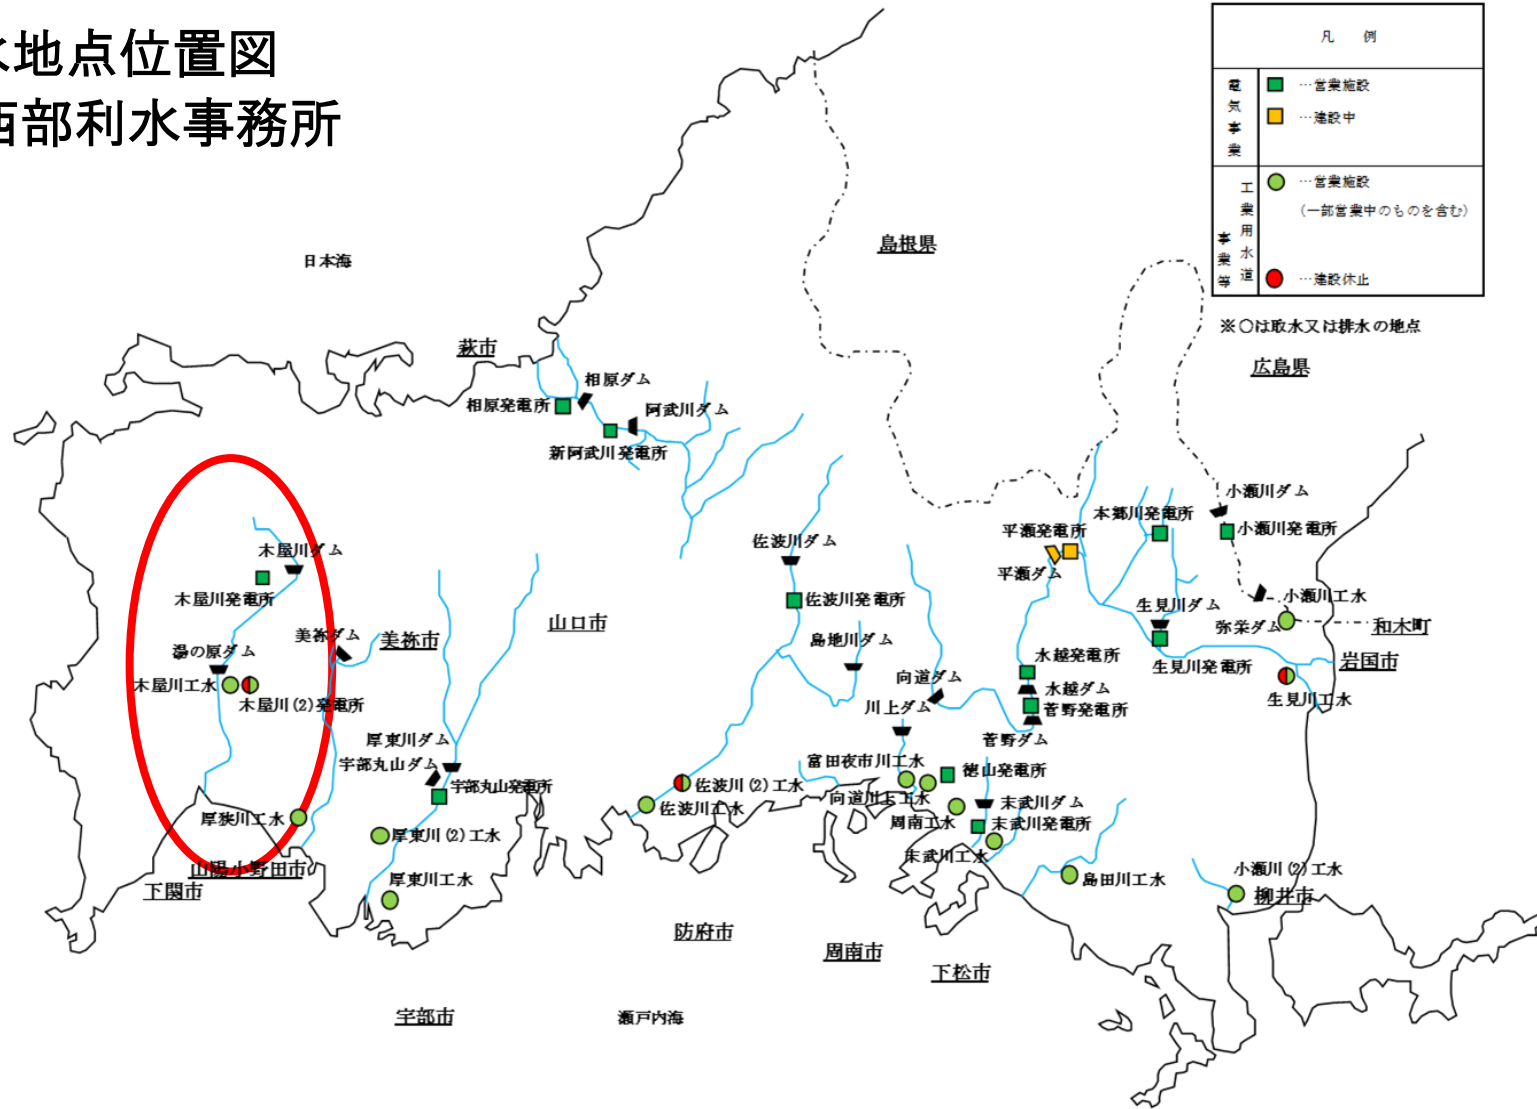 水地点位置図
西部利水事務所
凡 例
電気事業
…営業施設
…建設中
工業用水道
事業等
…営業施設
(一部営業中のものを含む)
…建設休止
※○は取水又は排水の地点
日本海
島根県
広島県
萩市
相原ダム
相原発電所
阿武川ダム
新阿武川発電所
小瀬川ダム
本郷川発電所
小瀬川発電所
平瀬発電所
平瀬ダム
佐波川ダム
佐波川発電所
木屋川ダム
木屋川発電所
小瀬川工水
生見川ダム
弥栄ダム
和木町
岩国市
生見川発電所
生見川工水
山口市
島地川ダム
美祢ダム
美祢市
湯の原ダム
木屋川工水
木屋川(2)発電所
水越発電所
向道ダム
水越ダム
菅野発電所
川上ダム
菅野ダム
厚東川ダム
宇部丸山ダム
宇部丸山発電所
富田夜市川工水
徳山発電所
佐波川(2)工水
佐波川工水
周南工水
末武川ダム
末武川発電所
末武川工水
厚狭川工水
厚東川(2)工水
山陽小野田市
下関市
厚東川工水
島田川工水
小瀬川(2)工水
柳井市
防府市
周南市
下松市
宇部市
瀬戸内海